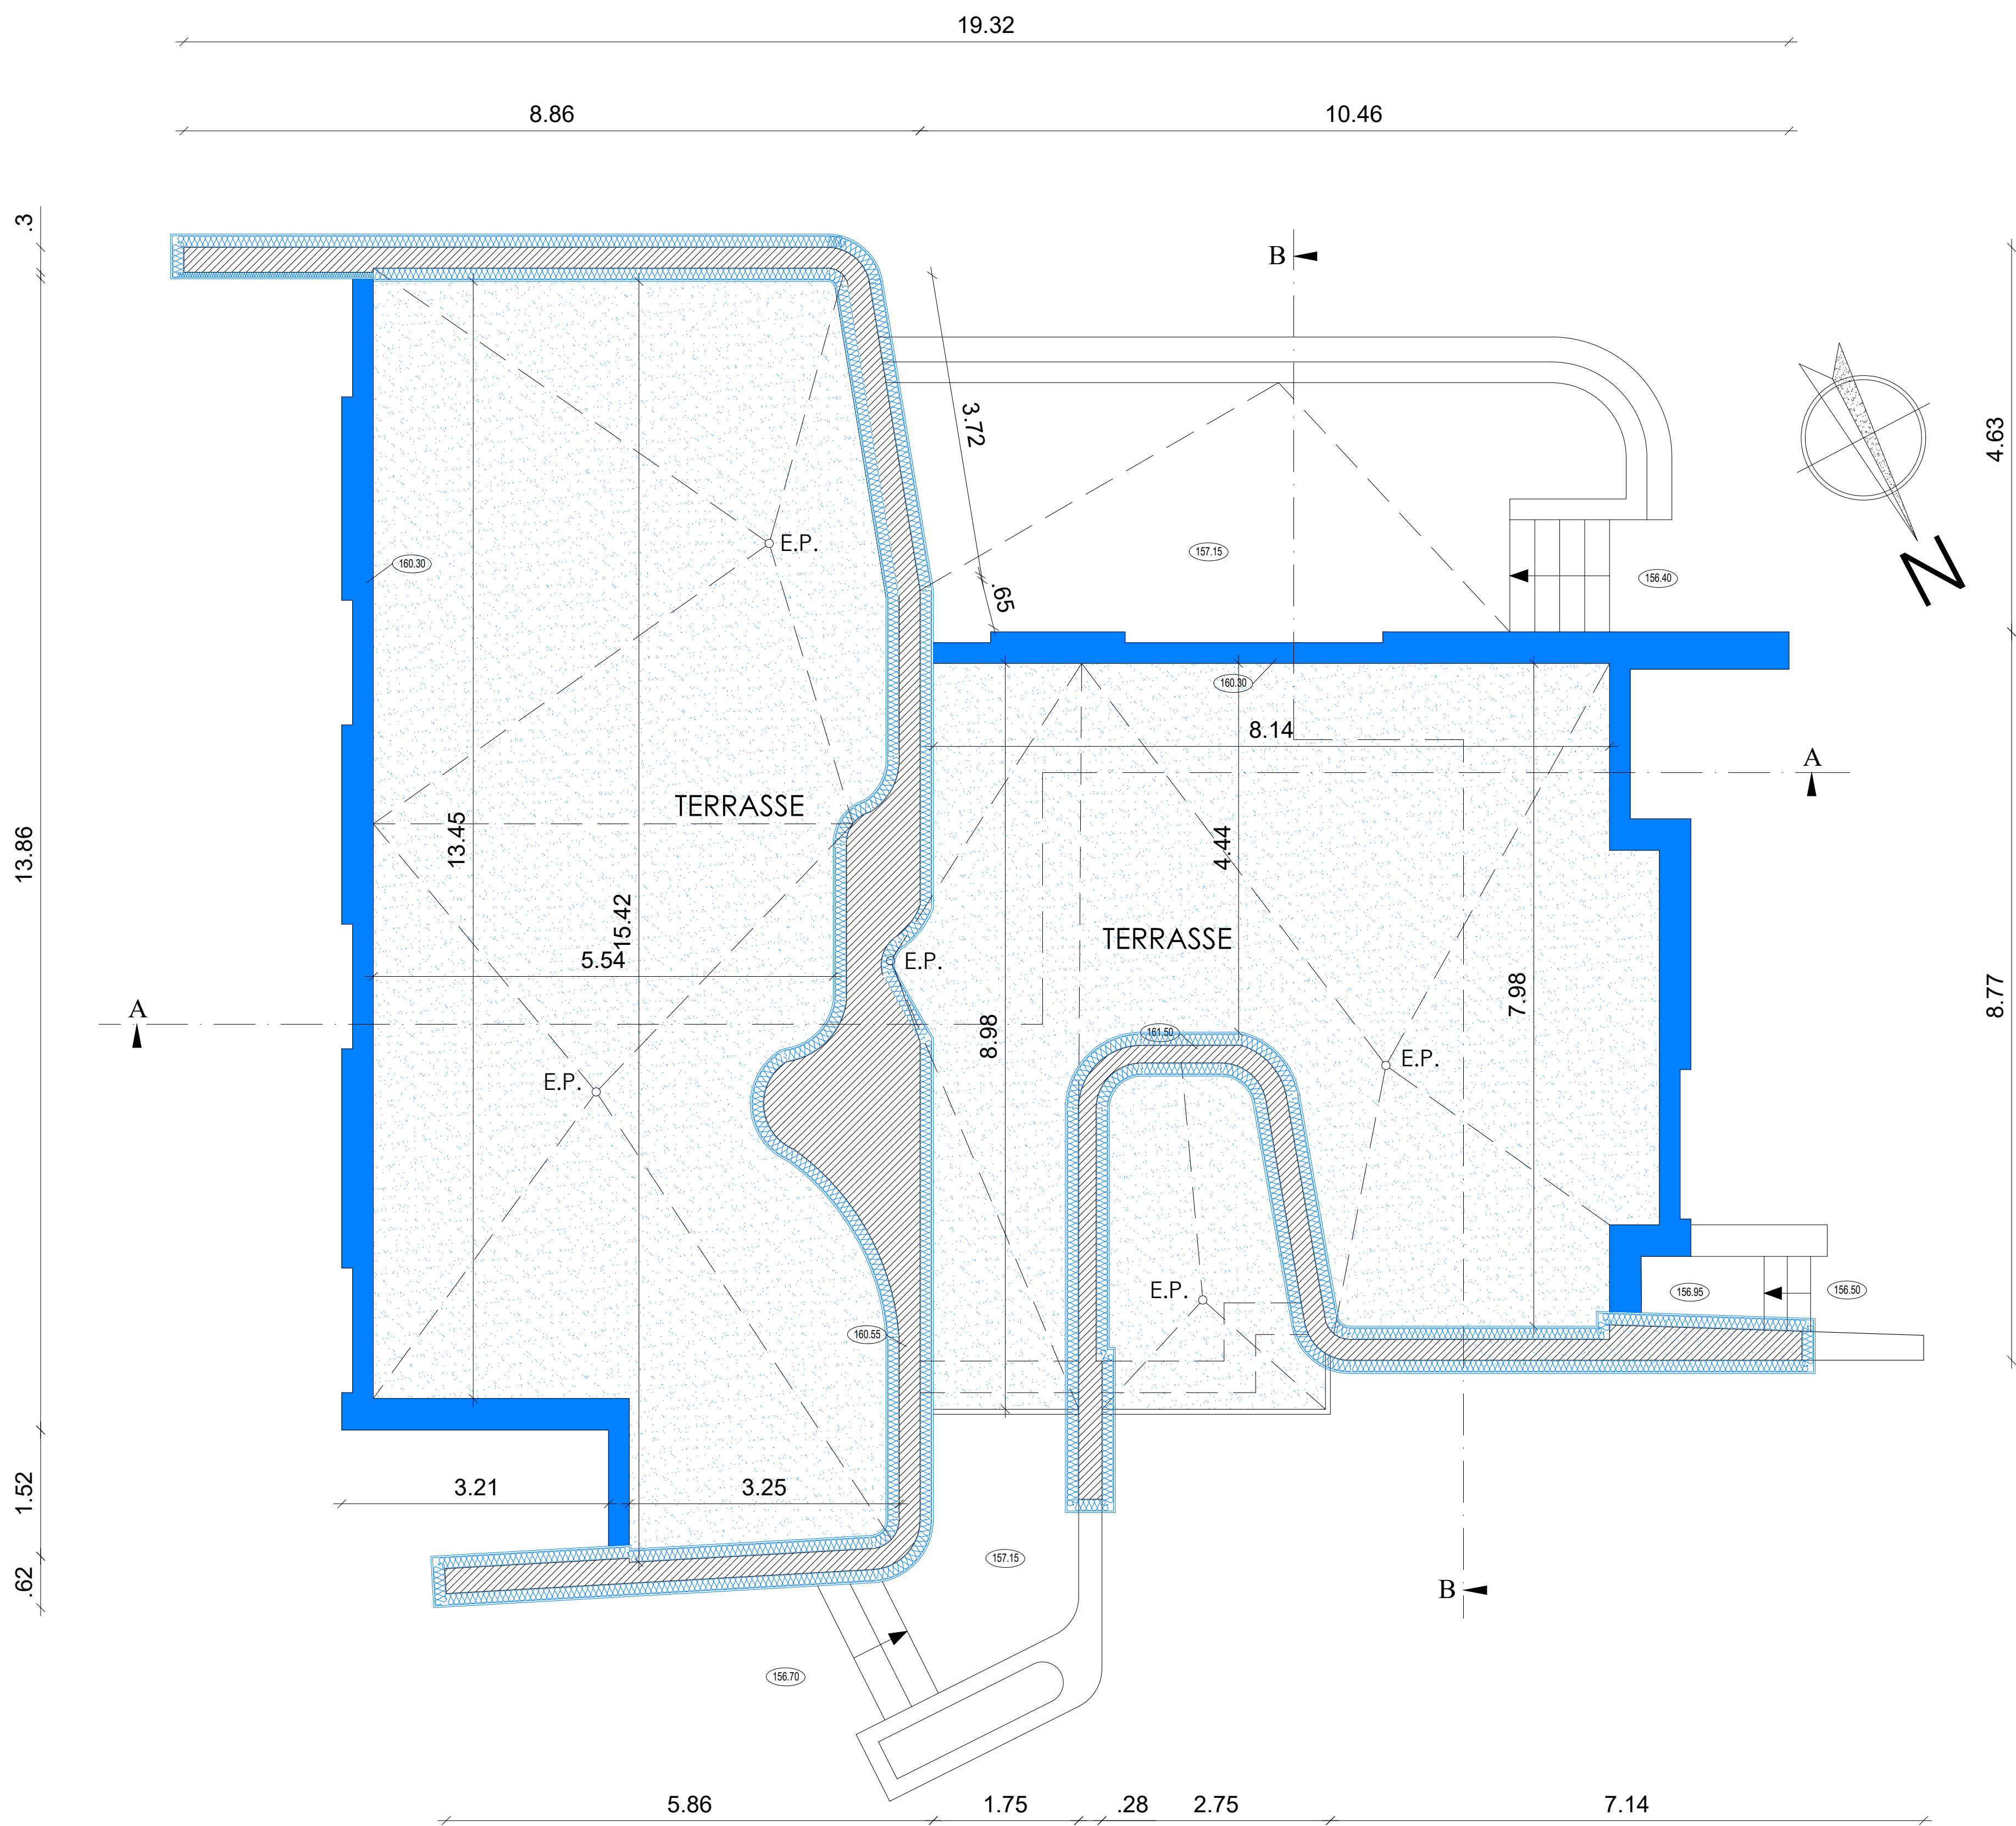 19.32
8.86
10.46
.3
B
3.72
4.63
E.P.
157.15
160.30
156.40
N
.65
160.30
8.14
A
TERRASSE
13.45
4.44
13.86
15.42
TERRASSE
5.54
E.P.
7.98
8.77
A
8.98
161.50
E.P.
E.P.
E.P.
156.95
156.50
160.55
3.21
3.25
1.52
157.15
.62
B
156.70
5.86
1.75
.28
2.75
7.14